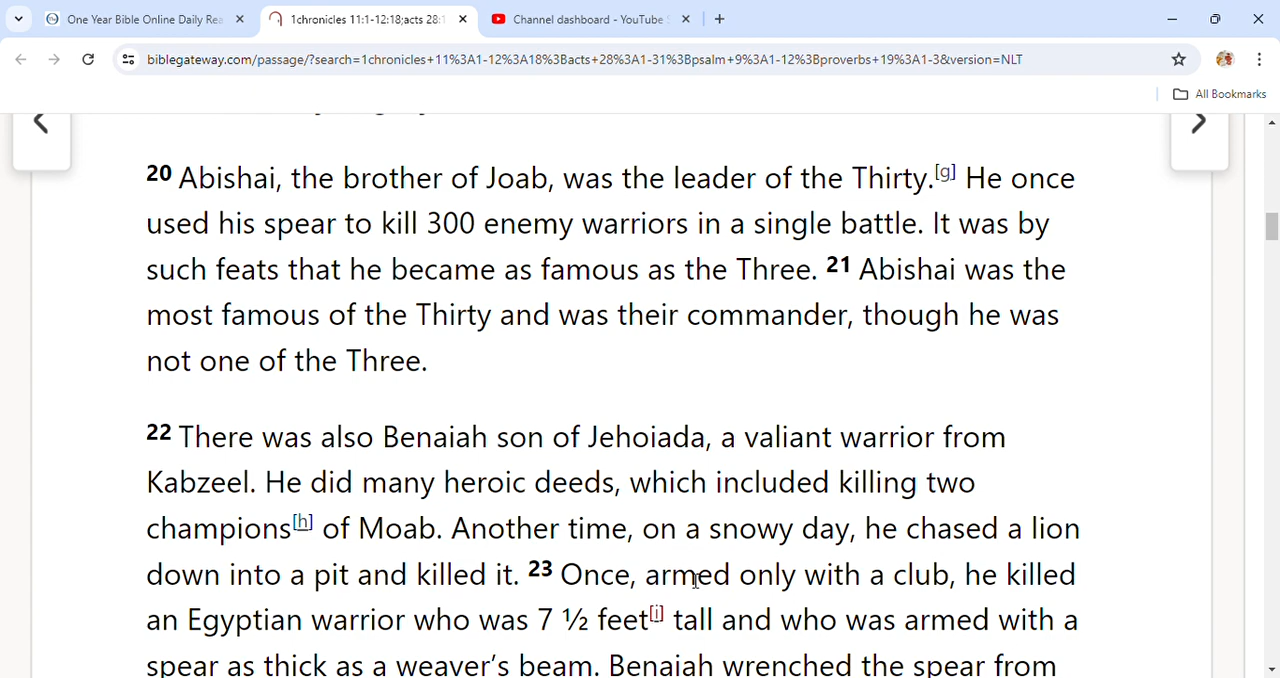 One Year Bible Online Daily Rea
1chronicles 11:1-12:18;acts 28:1
Channel dashboard - YouTube S
biblegateway.com/passage/?search=1chronicles+11%3A1-12%3A18%3Bacts+28%3A1-31%3Bpsalm+9%3A1-12%3Bproverbs+19%3A1-3&version=NLT
All Bookmarks
20 Abishai, the brother of Joab, was the leader of the Thirty.[g] He once
used his spear to kill 300 enemy warriors in a single battle. It was by
such feats that he became as famous as the Three. 21 Abishai was the
most famous of the Thirty and was their commander, though he was
not one of the Three.
22 There was also Benaiah son of Jehoiada, a valiant warrior from
Kabzeel. He did many heroic deeds, which included killing two
champions[h] of Moab. Another time, on a snowy day, he chased a lion
down into a pit and killed it. 23 Once, armed only with a club, he killed
an Egyptian warrior who was 7 ½ feet[i] tall and who was armed with a
spear as thick as a weaver’s beam. Benaiah wrenched the spear from